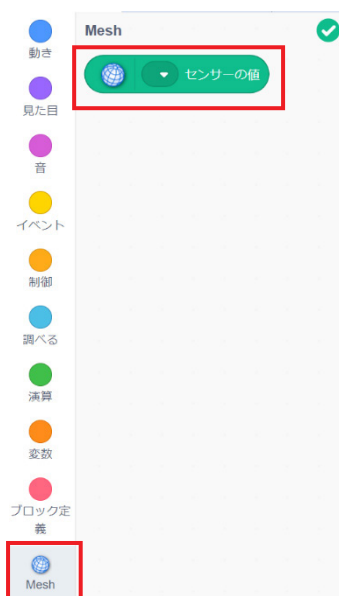 Mesh
センサーの値
動き
見た目
音
イベント
制御
調べる
演算
変数
ブロック定
義
Mesh